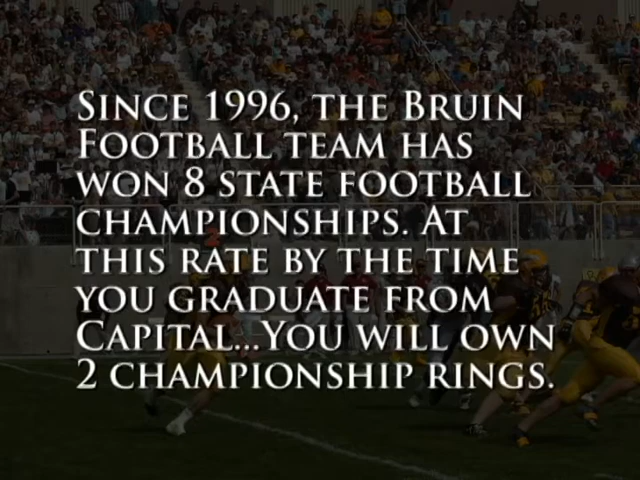 Since 1996, the Bruin
Football team has
won 8 state football
championships. At
this rate by the time
you graduate from
Capital...You will own
2 championship rings.